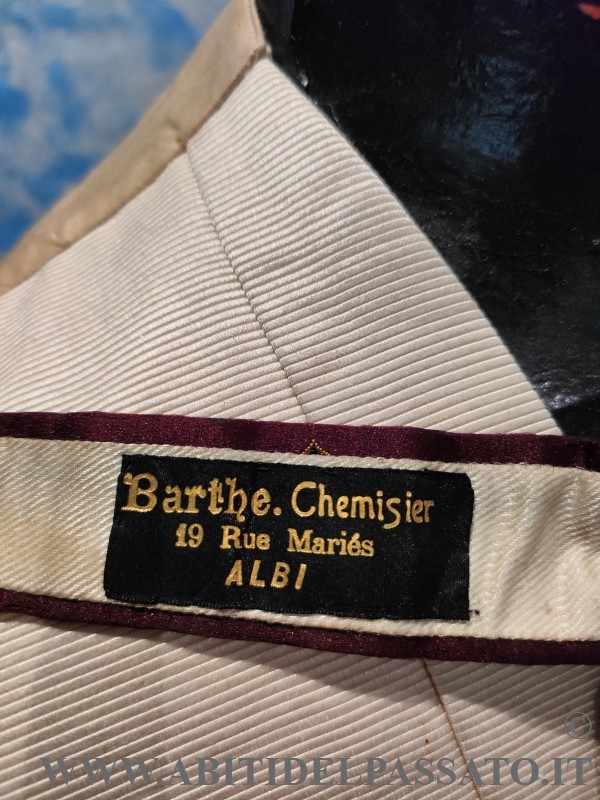 Barthe. Chemisier
19 Rue Mariés
ALBI
©
WWW.ABITIDELPASSATO.IT